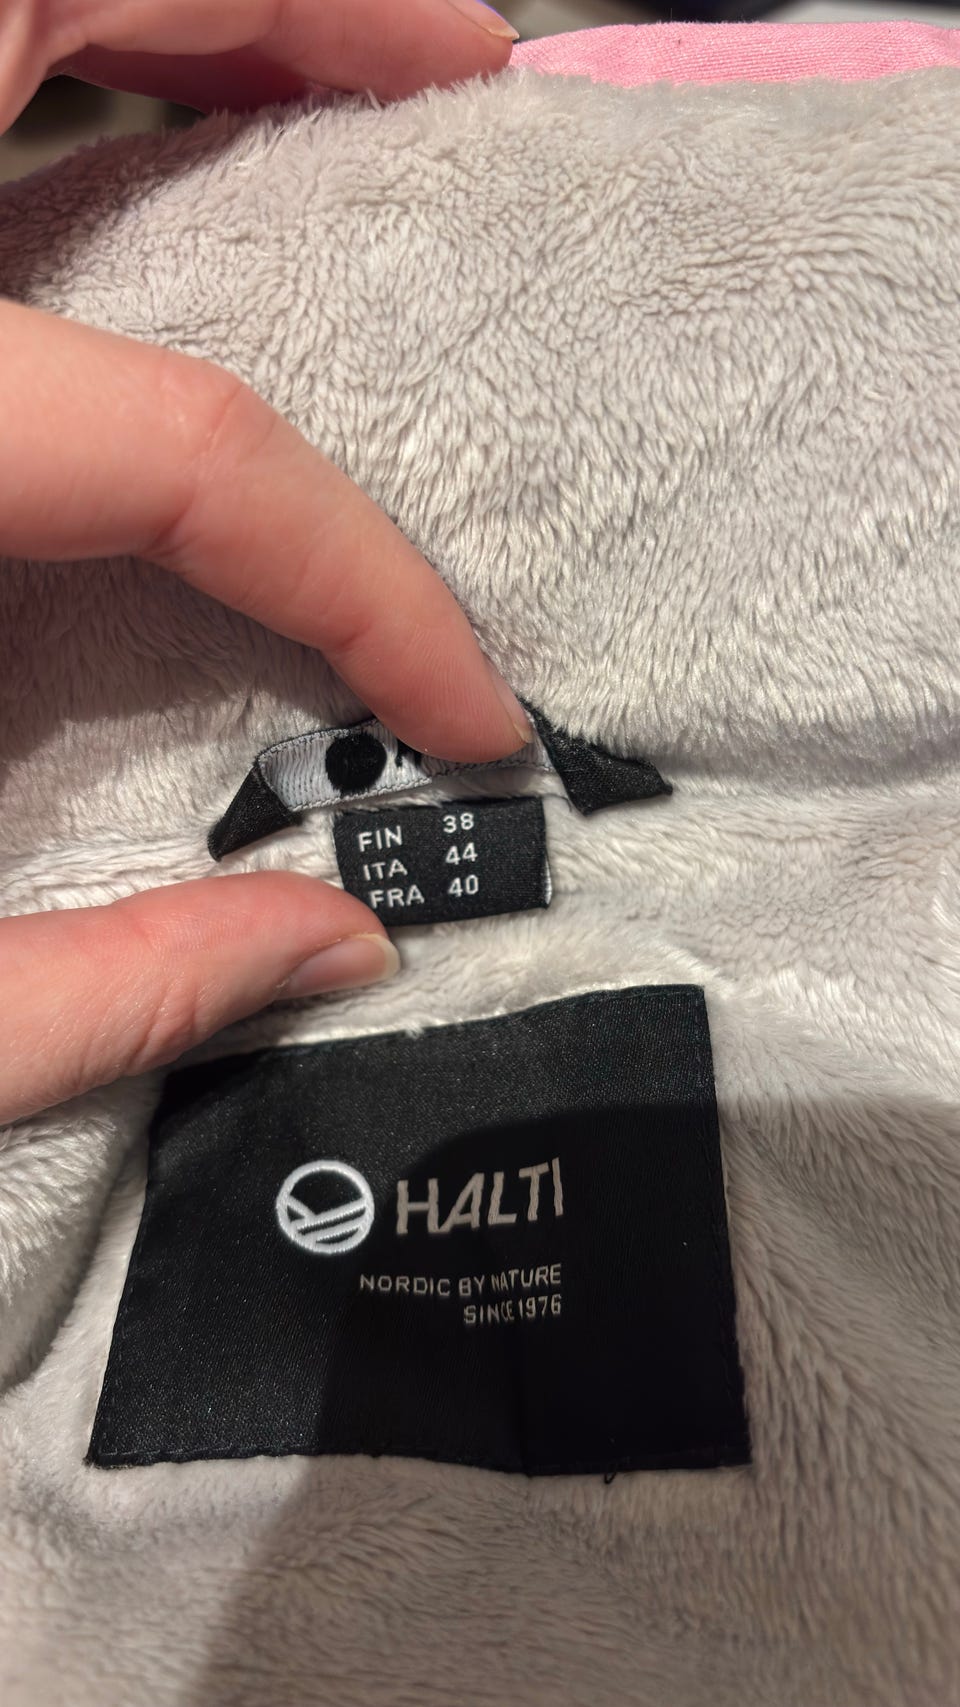 FIN 38
ITA 44
FRA 40
HALTI
NORDIC BY NATURE
SINCE 1976